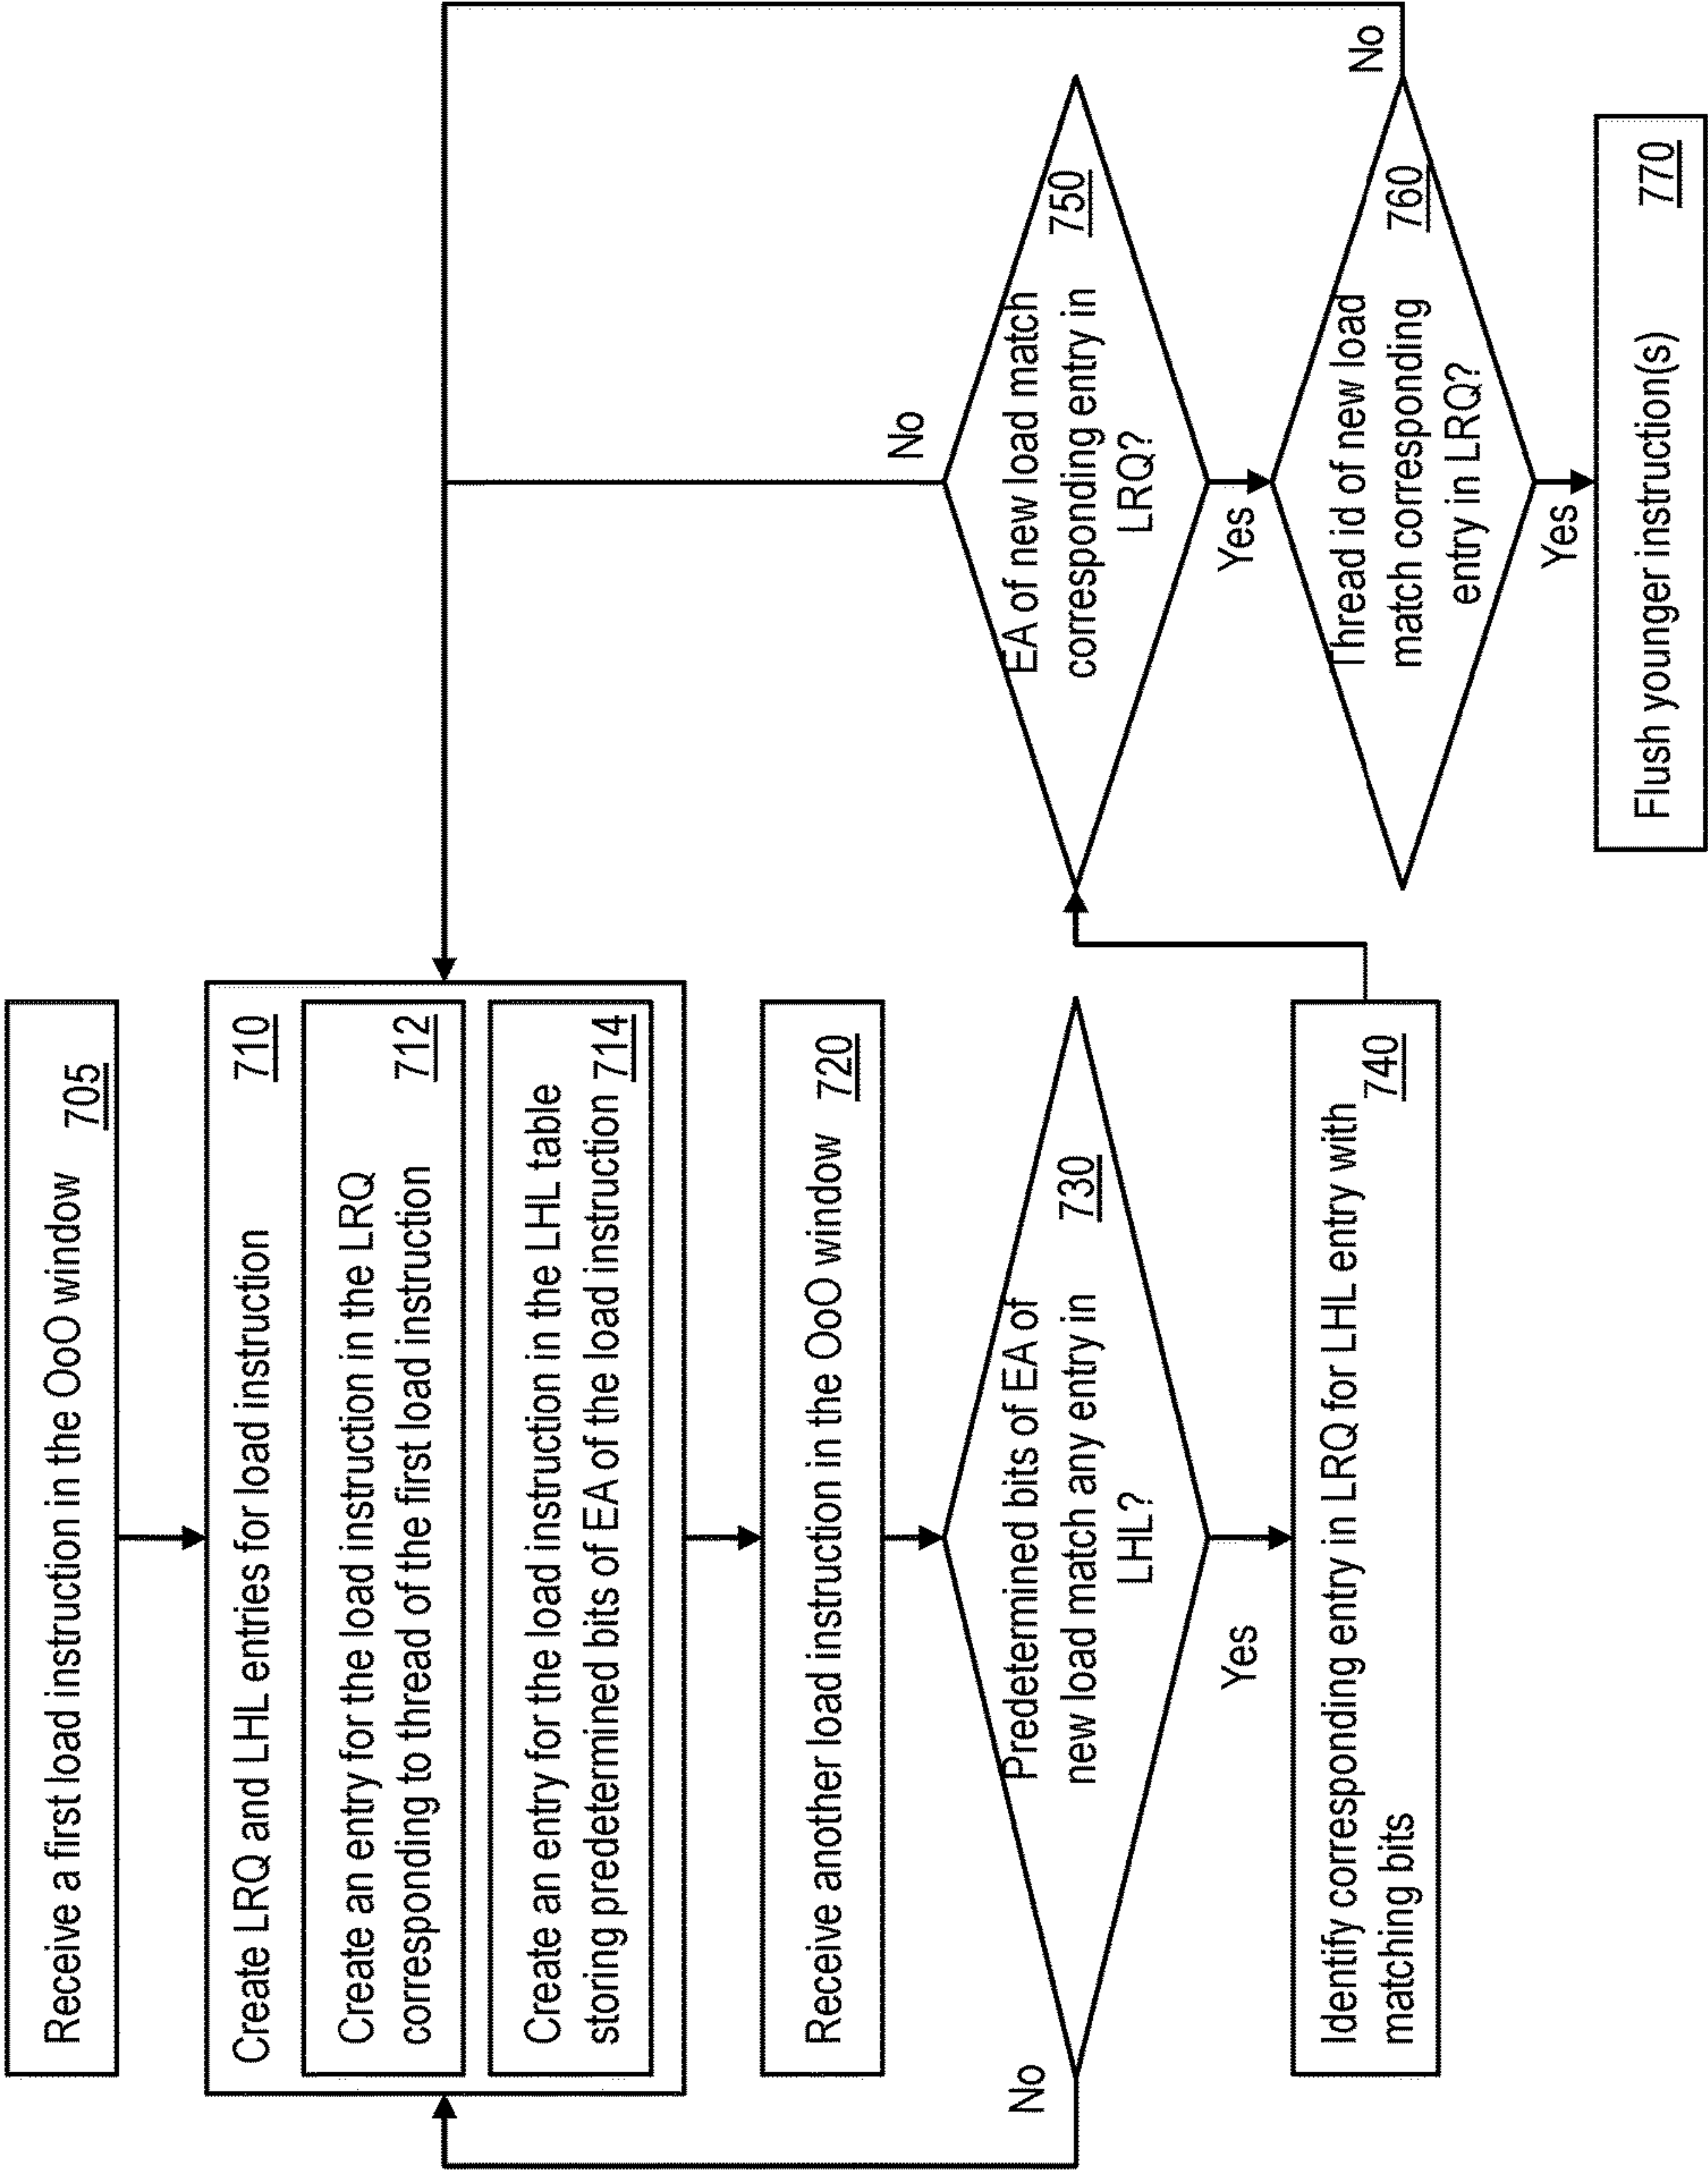 Receive a first load instruction in the OoO window 705
Create LRQ and LHL entries for load instruction 710
Create an entry for the load instruction in the LRQ
corresponding to thread of the first load instruction 712
Create an entry for the load instruction in the LHL table
storing predetermined bits of EA of the load instruction 714
Receive another load instruction in the OoO window 720
Predetermined bits of EA of
new load match any entry in
LHL?
730
No
Yes
Identify corresponding entry in LRQ for LHL entry with
matching bits
740
EA of new load match
corresponding entry in
LRQ?
750
No
Yes
Thread id of new load
match corresponding
entry in LRQ?
760
No
Yes
Flush younger instruction(s) 770